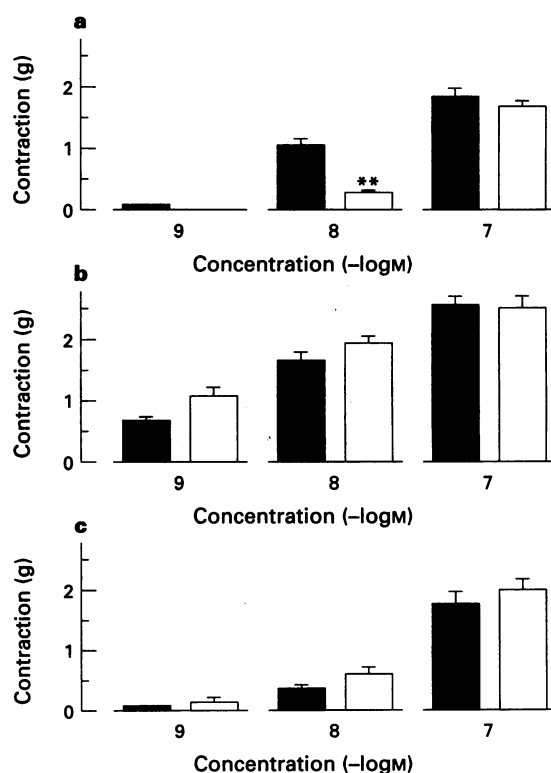 a
Contraction (g)
2
1
0
**
9 8 7
Concentration (–logM)
b
Contraction (g)
2
1
0
9 8 7
Concentration (–logM)
c
Contraction (g)
2
1
0
9 8 7
Concentration (–logM)